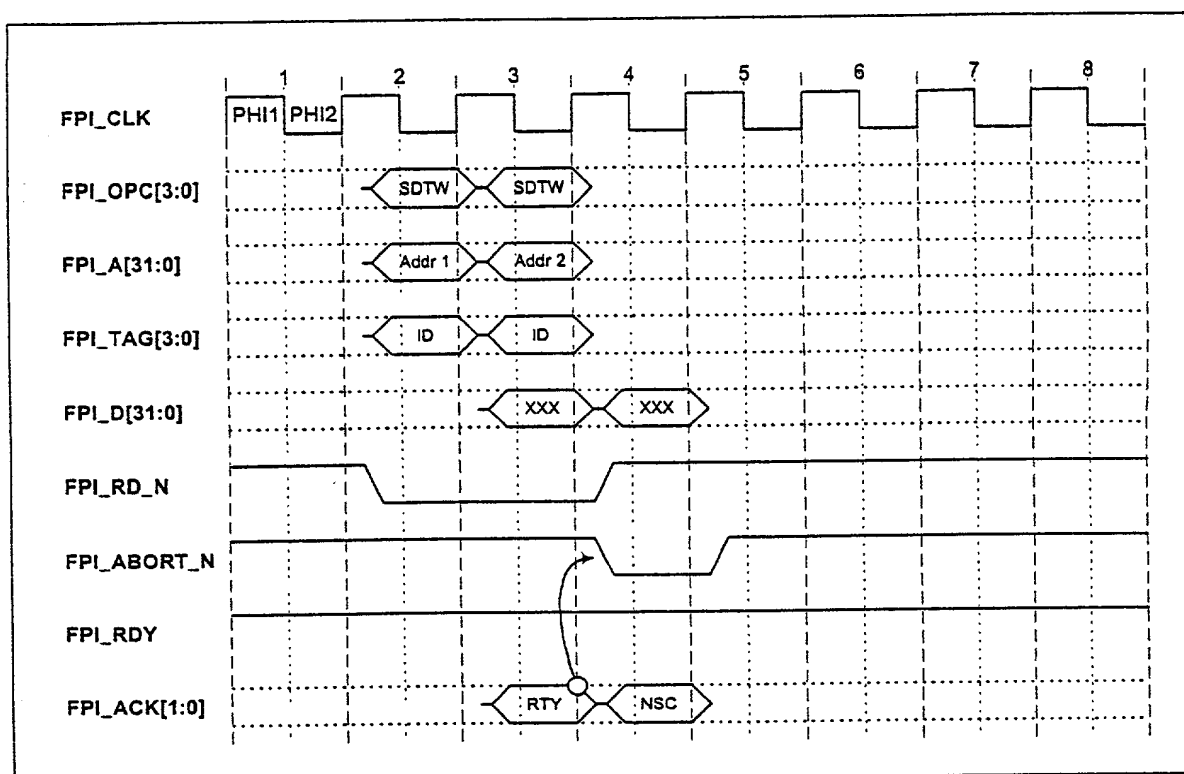 1 2 3 4 5 6 7 8
FPI_CLK PHI1 PHI2
FPI_OPC[3:0] SDTW SDTW
FPI_A[31:0] Addr 1 Addr 2
FPI_TAG[3:0] ID ID
FPI_D[31:0] XXX XXX
FPI_RD_N
FPI_ABORT_N
FPI_RDY
FPI_ACK[1:0] RTY NSC